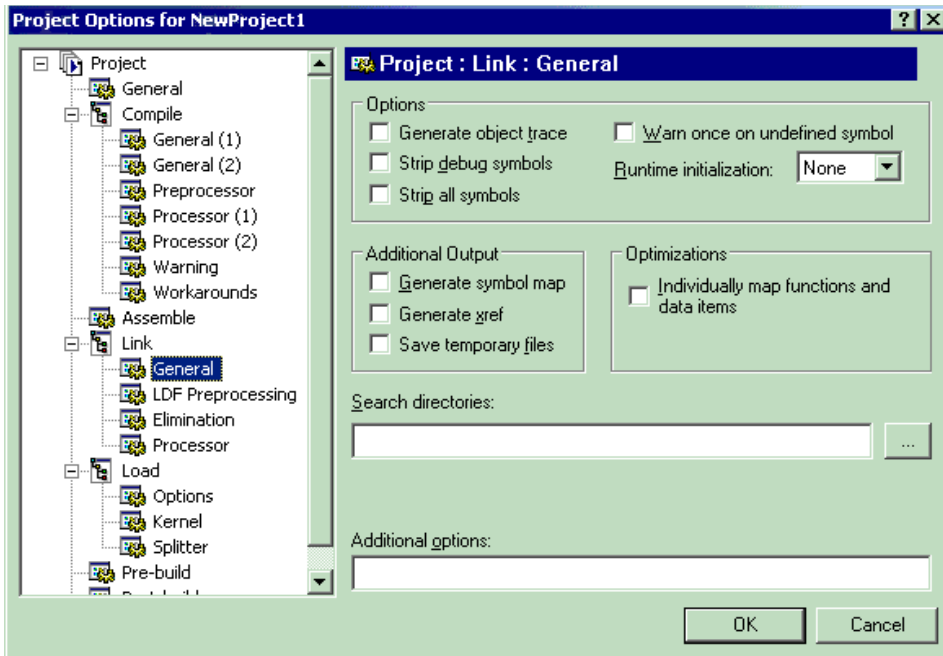 Project Options for NewProject1
Project
General
Compile
General (1)
General (2)
Preprocessor
Processor (1)
Processor (2)
Warning
Workarounds
Assemble
Link
General
LDF Preprocessing
Elimination
Processor
Load
Options
Kernel
Splitter
Pre-build
Project : Link : General
Options
Generate object trace
Warn once on undefined symbol
Strip debug symbols
Runtime initialization: None
Strip all symbols
Additional Output
Generate symbol map
Generate xref
Save temporary files
Optimizations
Individually map functions and
data items
Search directories:
...
Additional options:
OK
Cancel